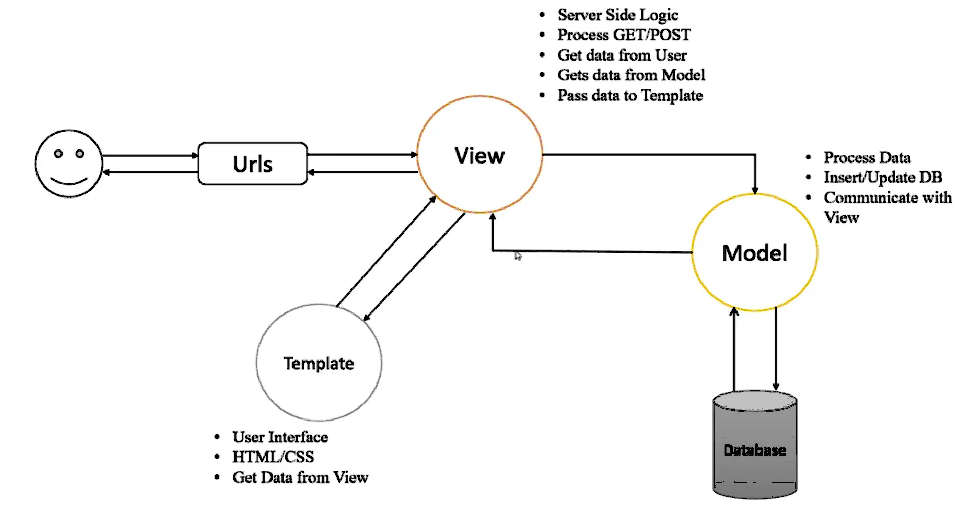 • Server Side Logic
• Process GET/POST
• Get data from User
• Gets data from Model
• Pass data to Template
Urls
View
• Process Data
• Insert/Update DB
• Communicate with
View
Model
Template
• User Interface
• HTML/CSS
• Get Data from View
Database